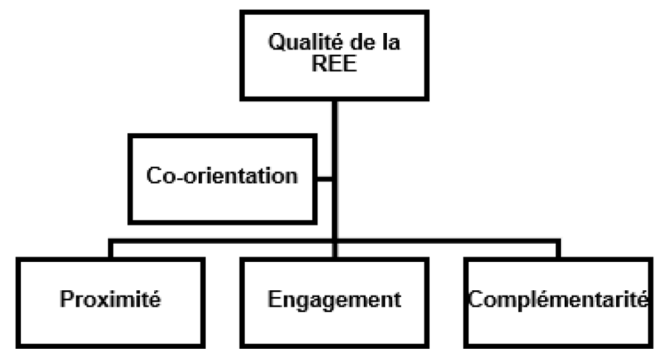 Qualité de la
REE
Co-orientation
Proximité
Engagement
Complémentarité